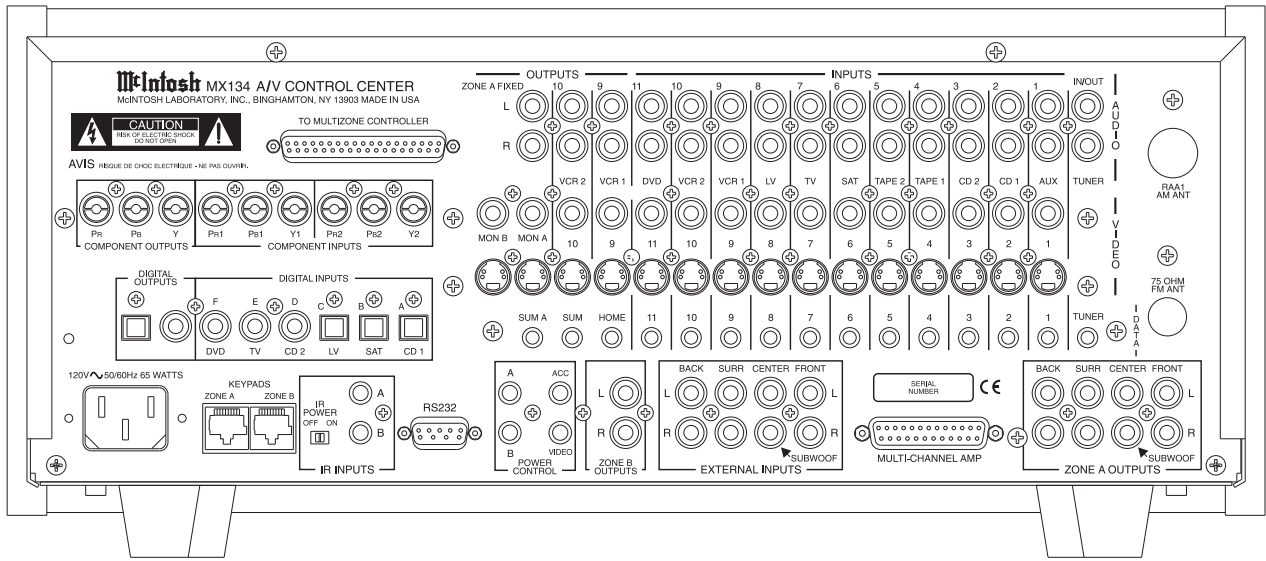 McIntosh MX134 A/V CONTROL CENTER
McINTOSH LABORATORY, INC., BINGHAMTON, NY 13903 MADE IN USA
CAUTION
RISK OF ELECTRIC SHOCK
DO NOT OPEN
AVIS RISQUE DE CHOC ELECTRIQUE - NE PAS OUVRIR.
TO MULTIZONE CONTROLLER
OUTPUTS INPUTS
ZONE A FIXED 10 9 11 10 9 8 7 6 5 4 3 2 1 IN/OUT
L
R
AUDIO
VCR 2 VCR 1 DVD VCR 2 VCR 1 LV TV SAT TAPE 2 TAPE 1 CD 2 CD 1 AUX TUNER
RAA1
AM ANT
PR PB Y PR1 PB1 Y1 PR2 PB2 Y2
COMPONENT OUTPUTS COMPONENT INPUTS
MON B MON A
10 9 11 10 9 8 7 6 5 4 3 2 1
VIDEO
75 OHM
FM ANT
DIGITAL
OUTPUTS
DIGITAL INPUTS
F E D C B A
DVD TV CD 2 LV SAT CD 1
SUM A SUM HOME 11 10 9 8 7 6 5 4 3 2 1 TUNER
DATA
120V 50/60Hz 65 WATTS
KEYPADS
ZONE A ZONE B
IR
POWER
OFF ON
A
B
IR INPUTS
RS232
A ACC
B VIDEO
POWER
CONTROL
L
R
ZONE B
OUTPUTS
BACK SURR CENTER FRONT
L L
R R
SUBWOOF
EXTERNAL INPUTS
SERIAL
NUMBER
CE
MULTI-CHANNEL AMP
BACK SURR CENTER FRONT
L
R
SUBWOOF
ZONE A OUTPUTS